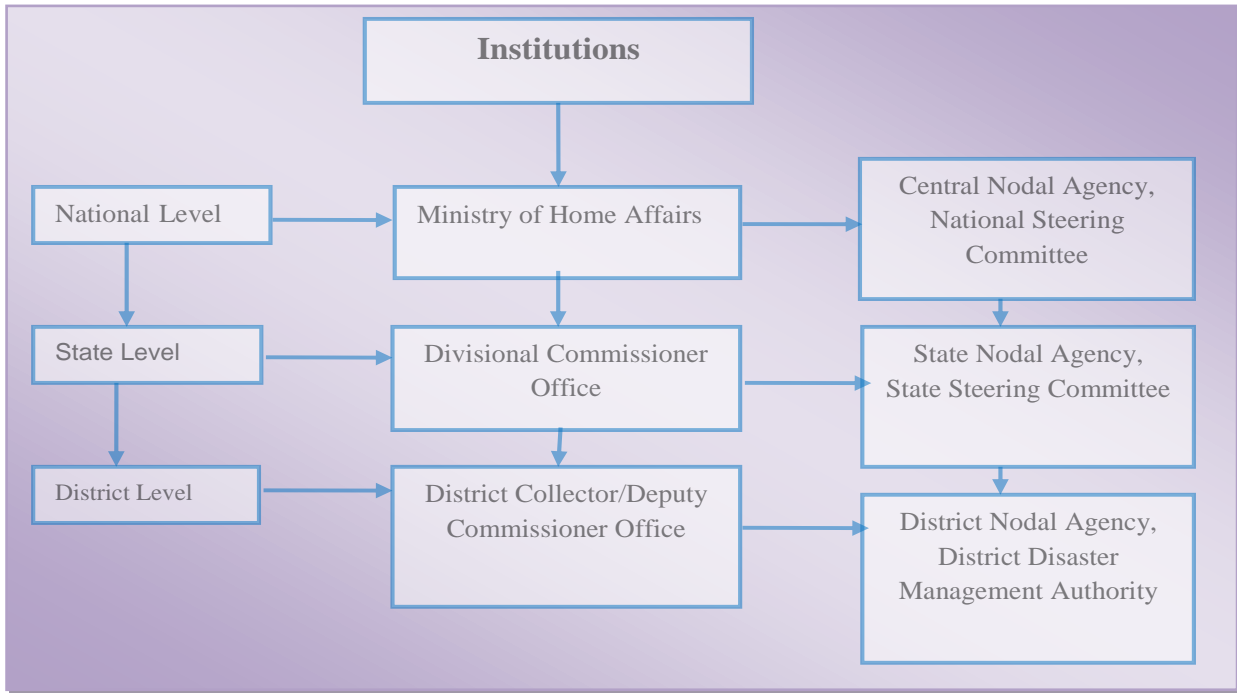 Institutions
National Level
Ministry of Home Affairs
Central Nodal Agency,
National Steering
Committee
State Level
Divisional Commissioner
Office
State Nodal Agency,
State Steering Committee
District Level
District Collector/Deputy
Commissioner Office
District Nodal Agency,
District Disaster
Management Authority